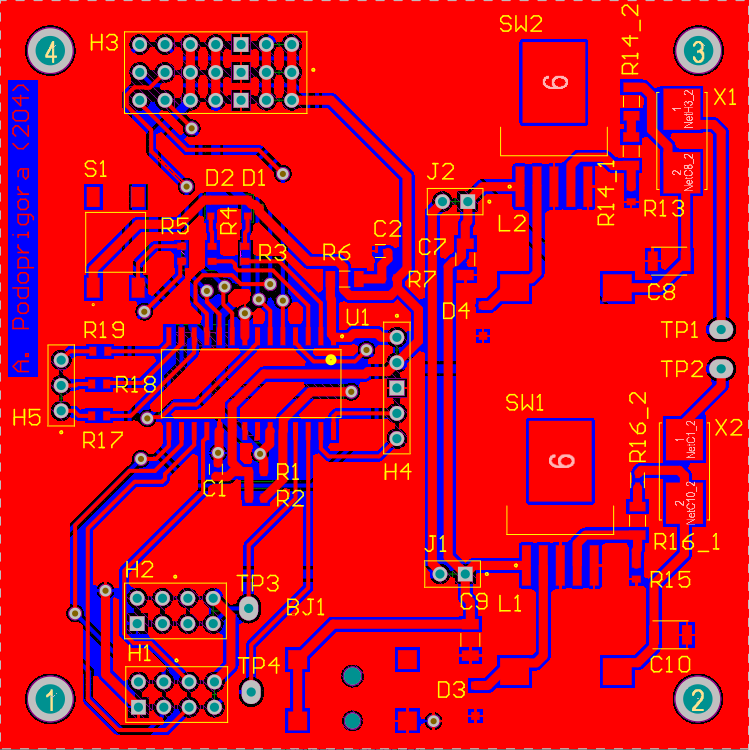 SW2
R14_2
H3
4
3
6
X1
1
NetH3_2
A. Podoprigora (204)
S1
D2 D1
J2
2
NetC8_2
R14_1
R13
R5
R4
L2
C2
C7
R3
R6
R7
C8
D4
U1
R19
TP1
R18
TP2
H5
R17
SW1
R16_2
6
X2
1
NetC1_2
H4
C1
R1
R2
2
NetC10_2
J1
R16_1
H2
TP3
BJ1
C9
L1
R15
H1
TP4
C10
D3
1
2